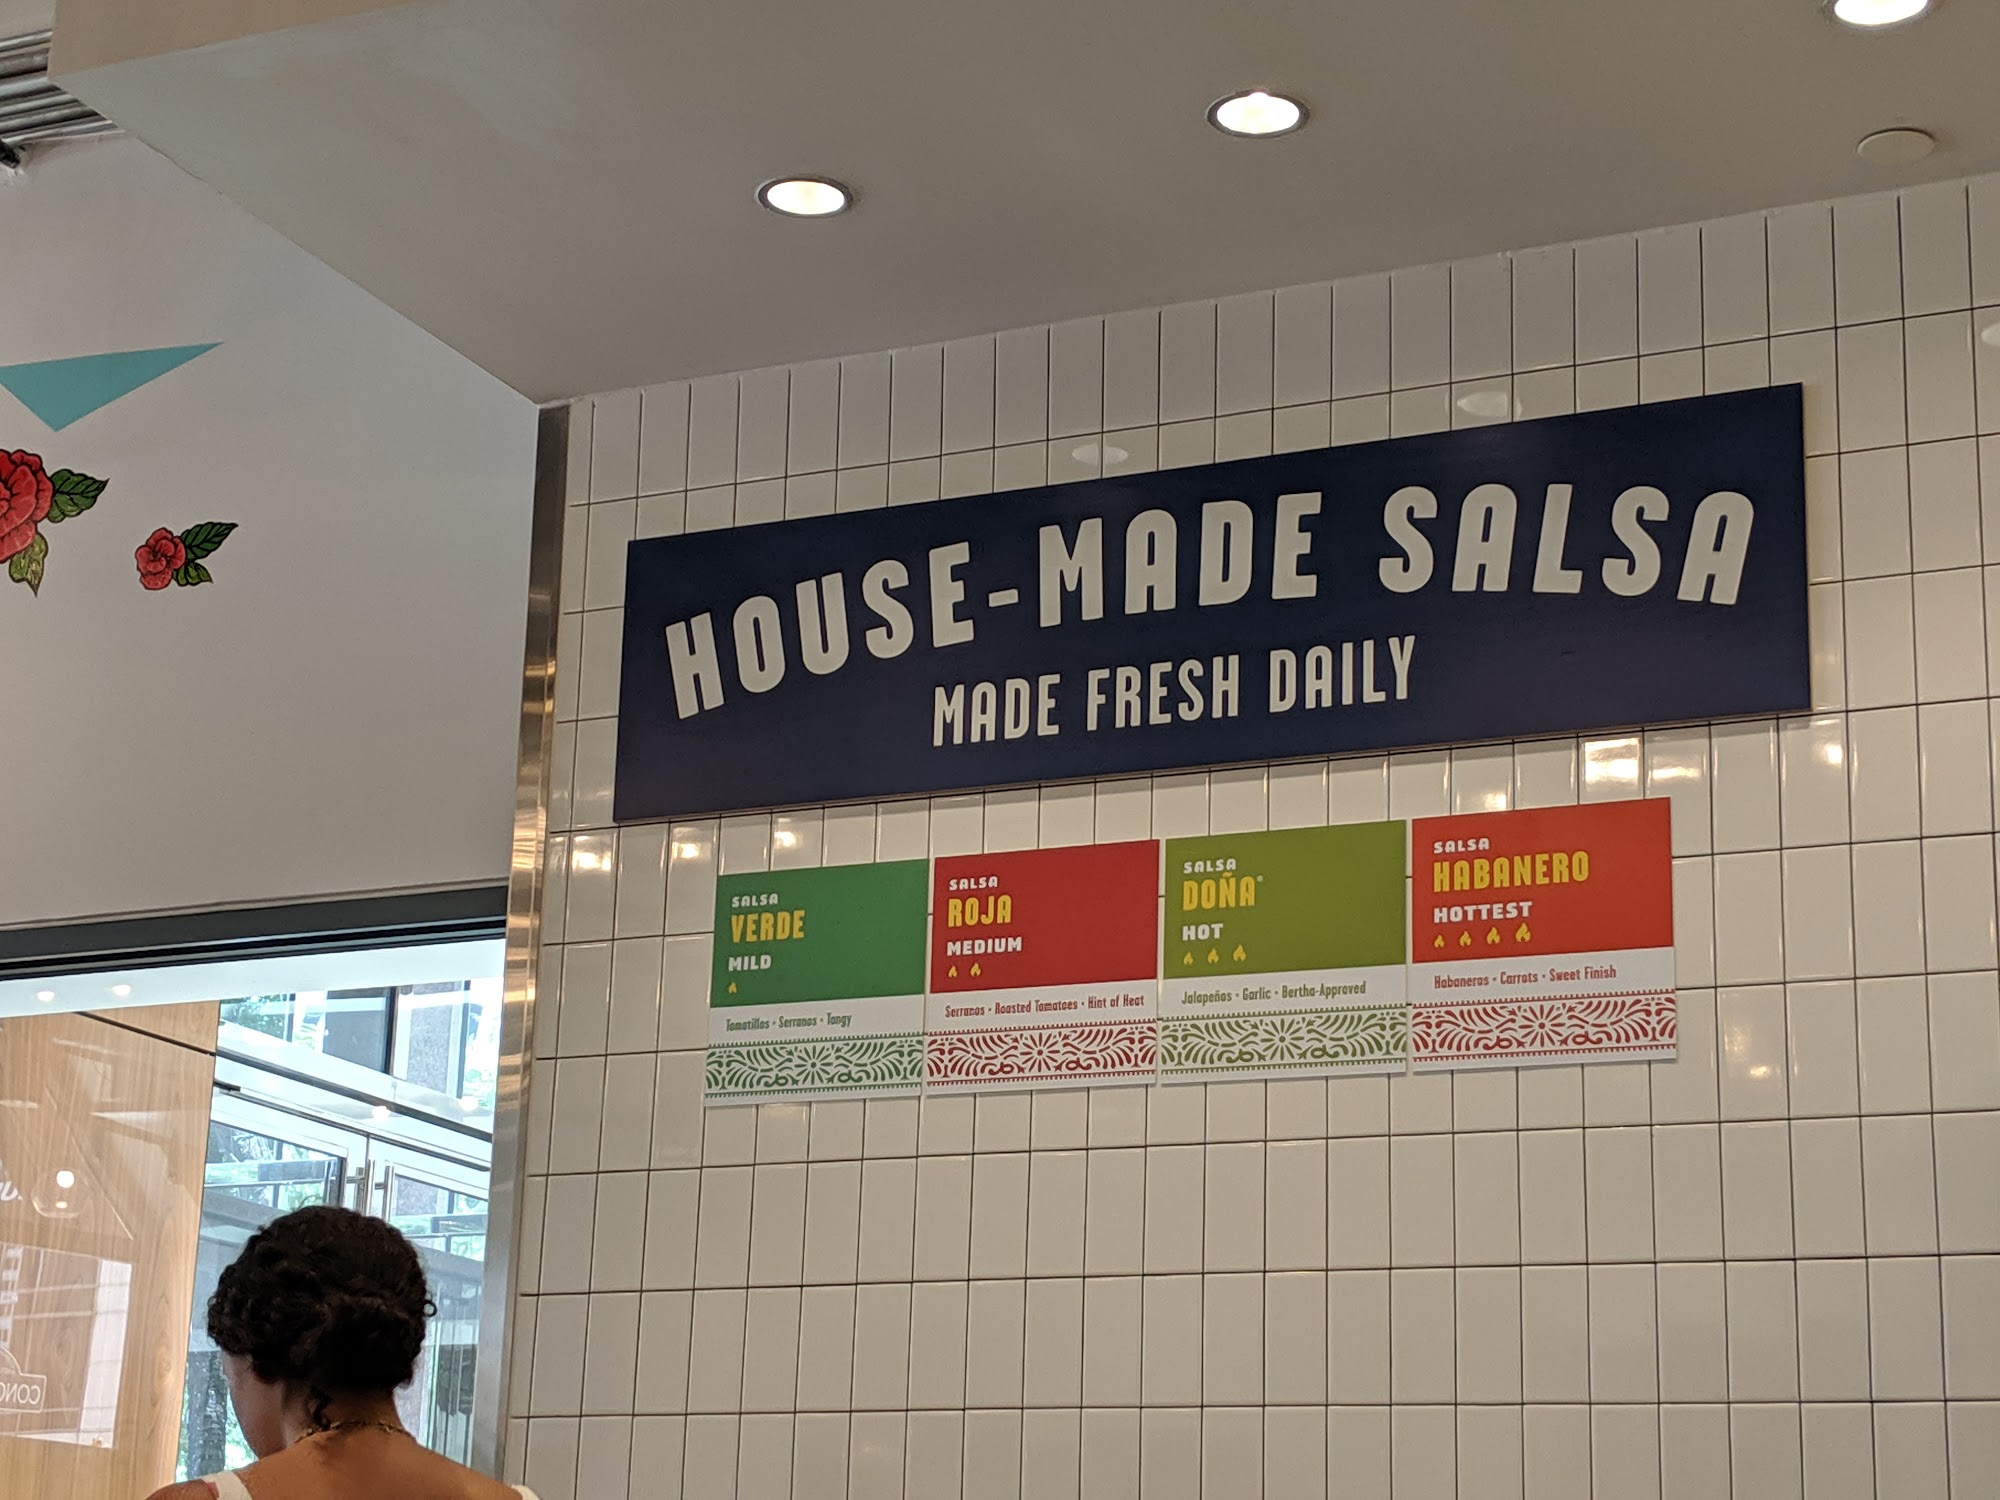 HOUSE-MADE SALSA
MADE FRESH DAILY
SALSA
VERDE
MILD
Tomatillos • Serranos • Tangy
SALSA
ROJA
MEDIUM
Serranos • Roasted Tomatoes • Hint of Heat
SALSA
DOÑA®
HOT
Jalapeños • Garlic • Bertha-Approved
SALSA
HABANERO
HOTTEST
Habaneros • Carrots • Sweet Finish